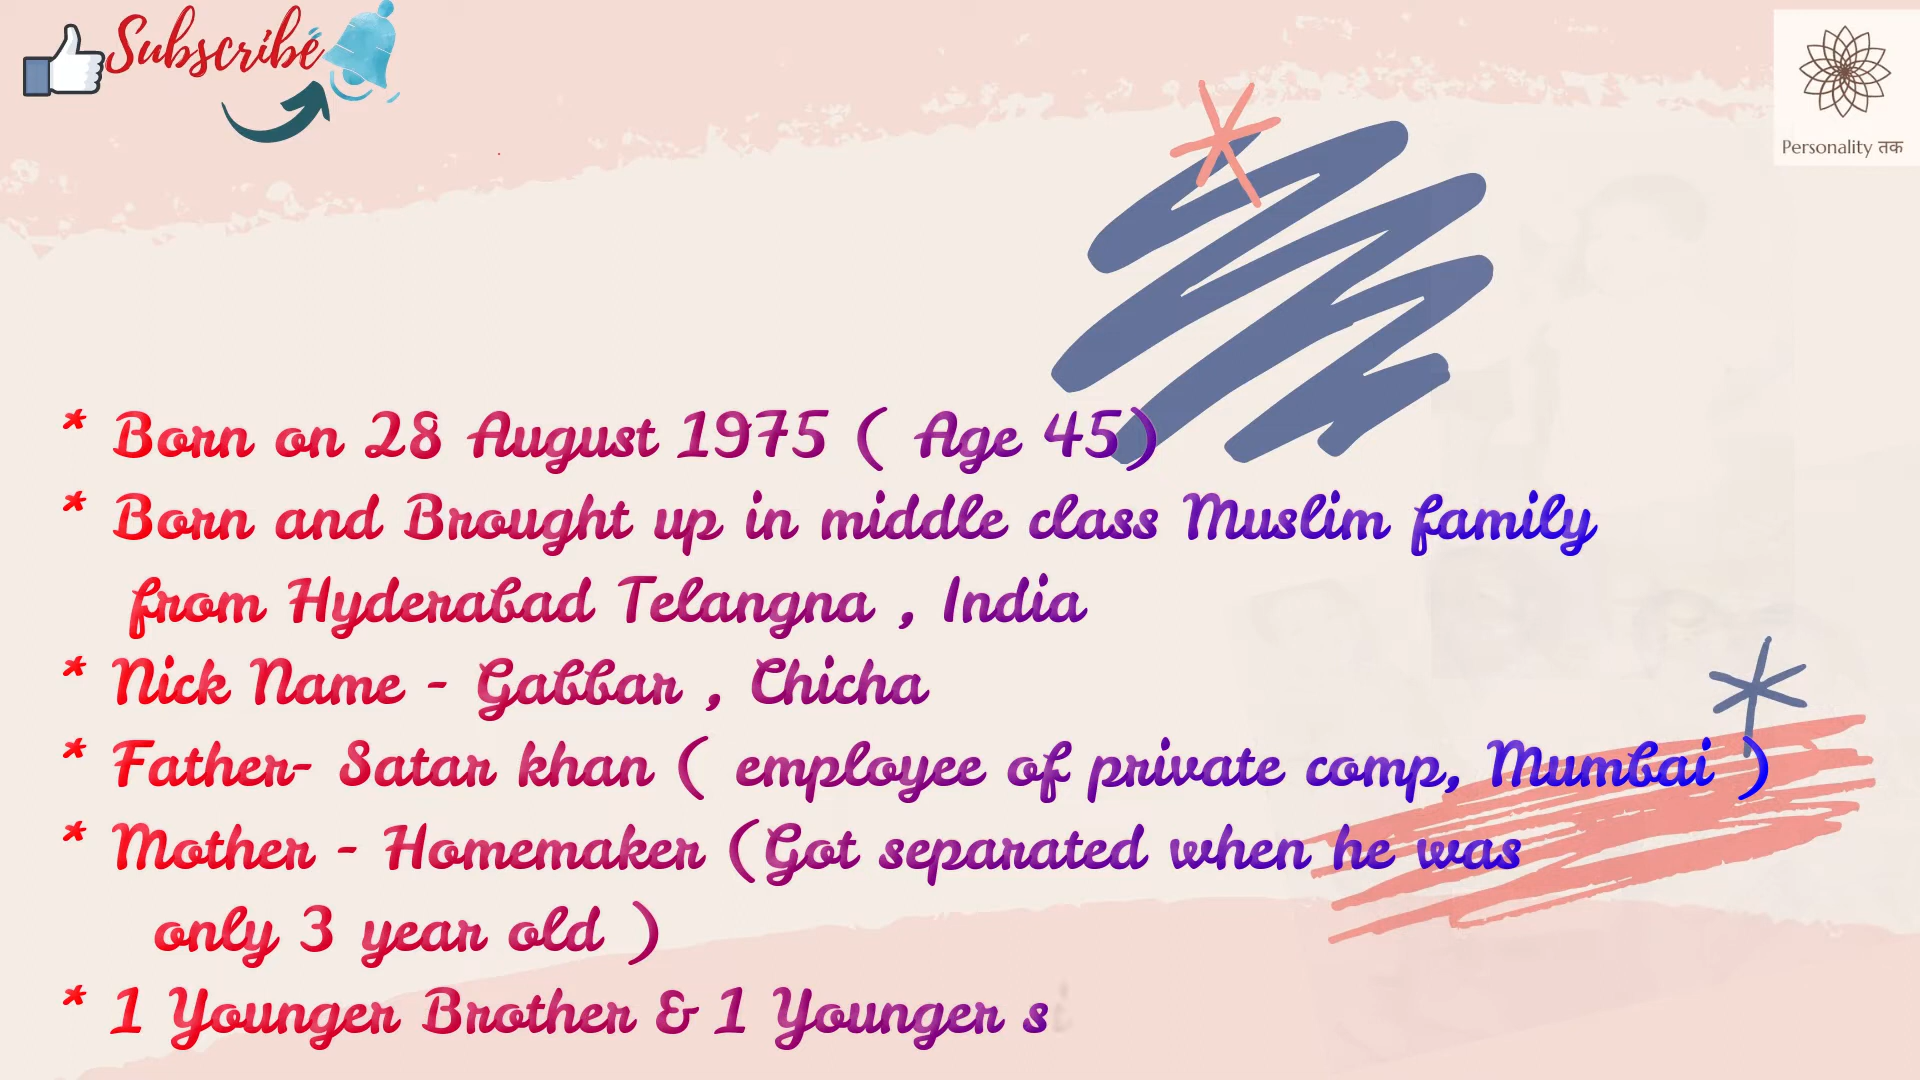 Subscribe
Personality तक
* Born on 28 August 1975 ( Age 45)
* Born and Brought up in middle class Muslim family
from Hyderabad Telangna , India
* Nick Name - Gabbar , Chicha
* Father- Satar khan ( employee of private comp, Mumbai )
* Mother - Homemaker (Got separated when he was
only 3 year old )
* 1 Younger Brother & 1 Younger si